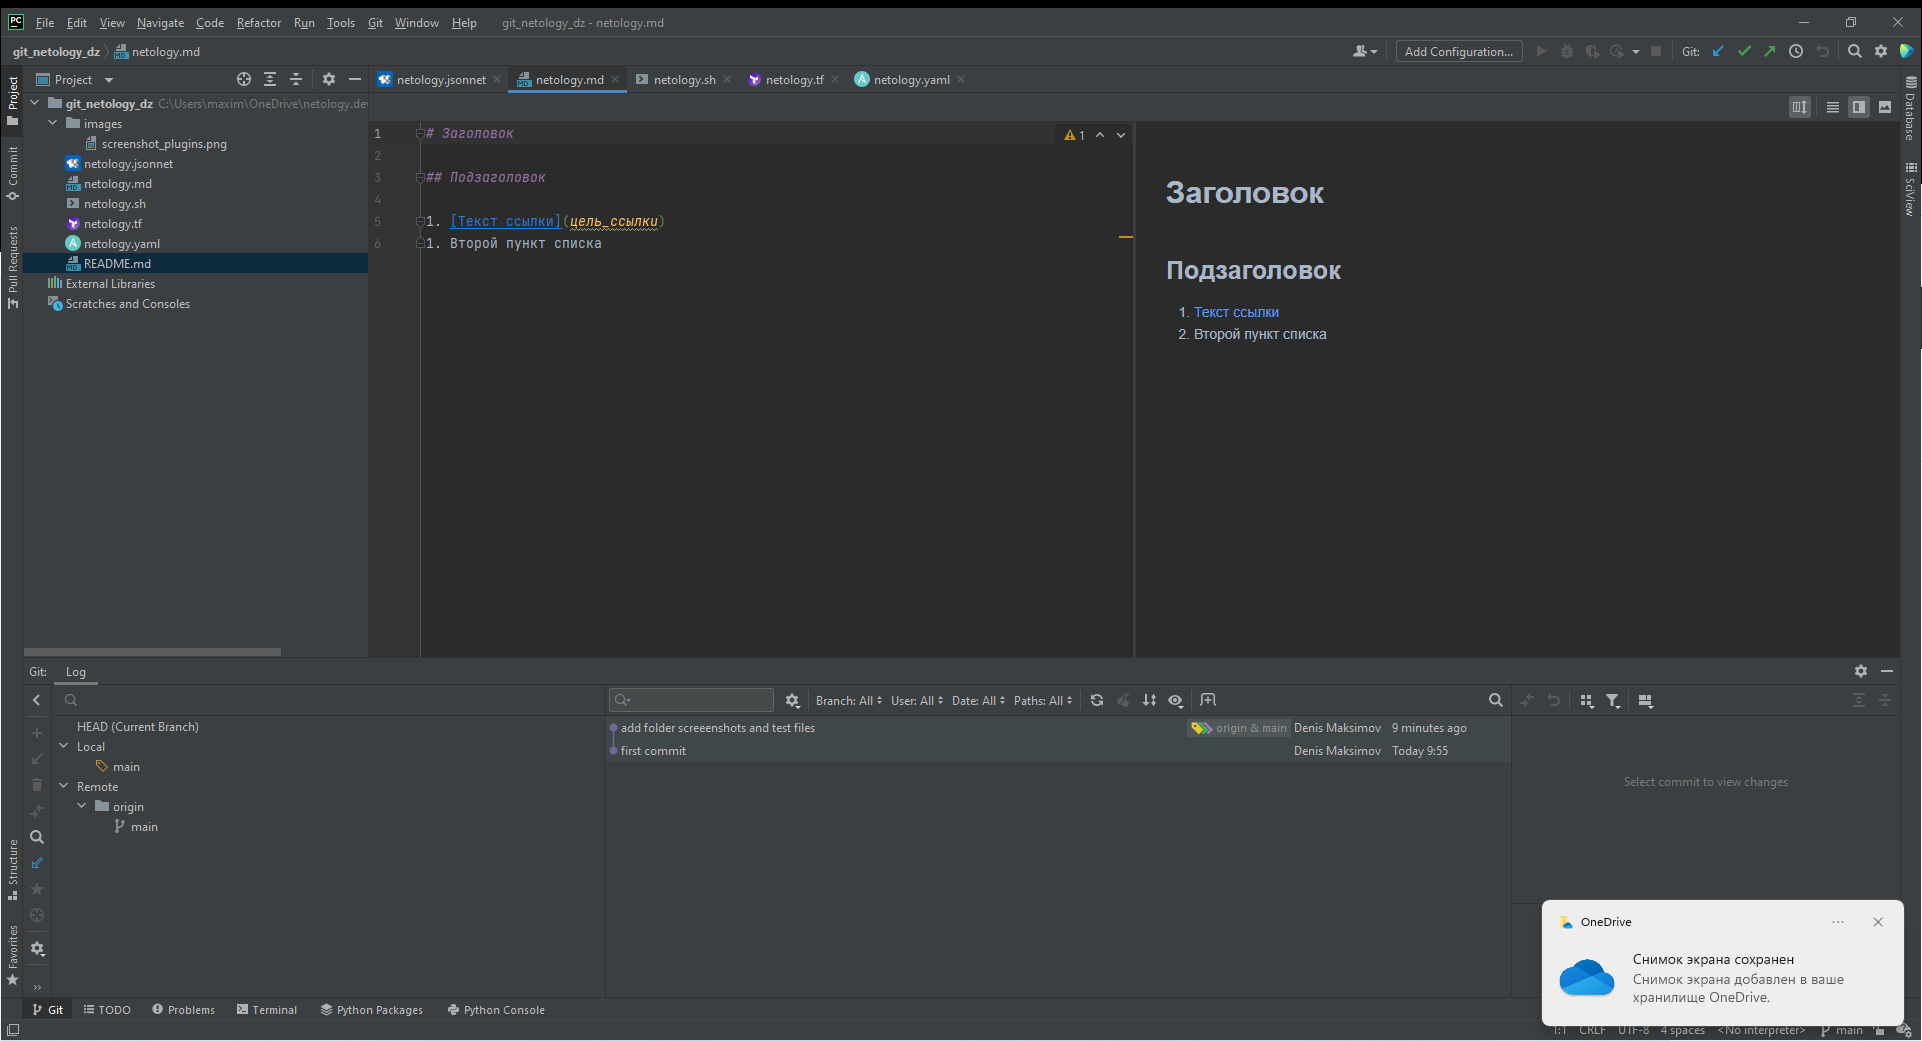 PC File Edit View Navigate Code Refactor Run Tools Git Window Help git_netology_dz - netology.md
git_netology_dz netology.md Add Configuration... Git:
Project
netology.jsonnet netology.md netology.sh netology.tf netology.yaml
git_netology_dz C:\Users\maxim\OneDrive\netology.de
images
screenshot_plugins.png
netology.jsonnet
netology.md
netology.sh
netology.tf
netology.yaml
README.md
External Libraries
Scratches and Consoles
Project
Commit
Pull Requests
Structure
Favorites
1 # Заголовок
2
3 ## Подзаголовок
4
5 1. [Текст ссылки](цель_ссылки)
6 1. Второй пункт списка
1
Заголовок
Подзаголовок
1. Текст ссылки
2. Второй пункт списка
Database
SciView
Git: Log
HEAD (Current Branch)
Local
main
Remote
origin
main
Branch: All User: All Date: All Paths: All
add folder screeenshots and test files origin & main Denis Maksimov 9 minutes ago
first commit Denis Maksimov Today 9:55
Select commit to view changes
OneDrive
Снимок экрана сохранен
Снимок экрана добавлен в ваше
хранилище OneDrive.
Git TODO Problems Terminal Python Packages Python Console
1:1 CRLF UTF-8 4 spaces <No interpreter> main